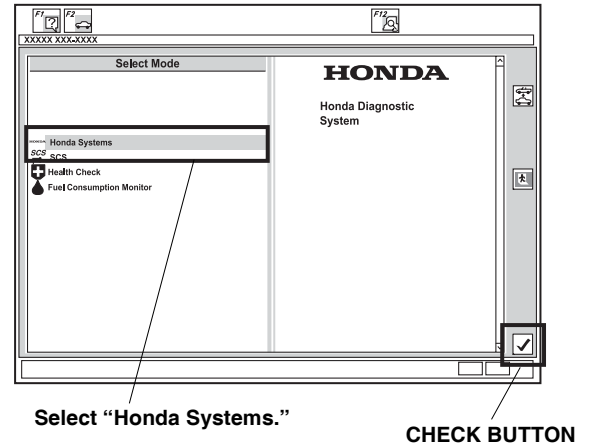 F1 F2 F12
XXXXX XXX-XXXX
Select Mode
HONDA
Honda Diagnostic
System
HONDA Honda Systems
SCS SCS
Health Check
Fuel Consumption Monitor
Select “Honda Systems.”
CHECK BUTTON